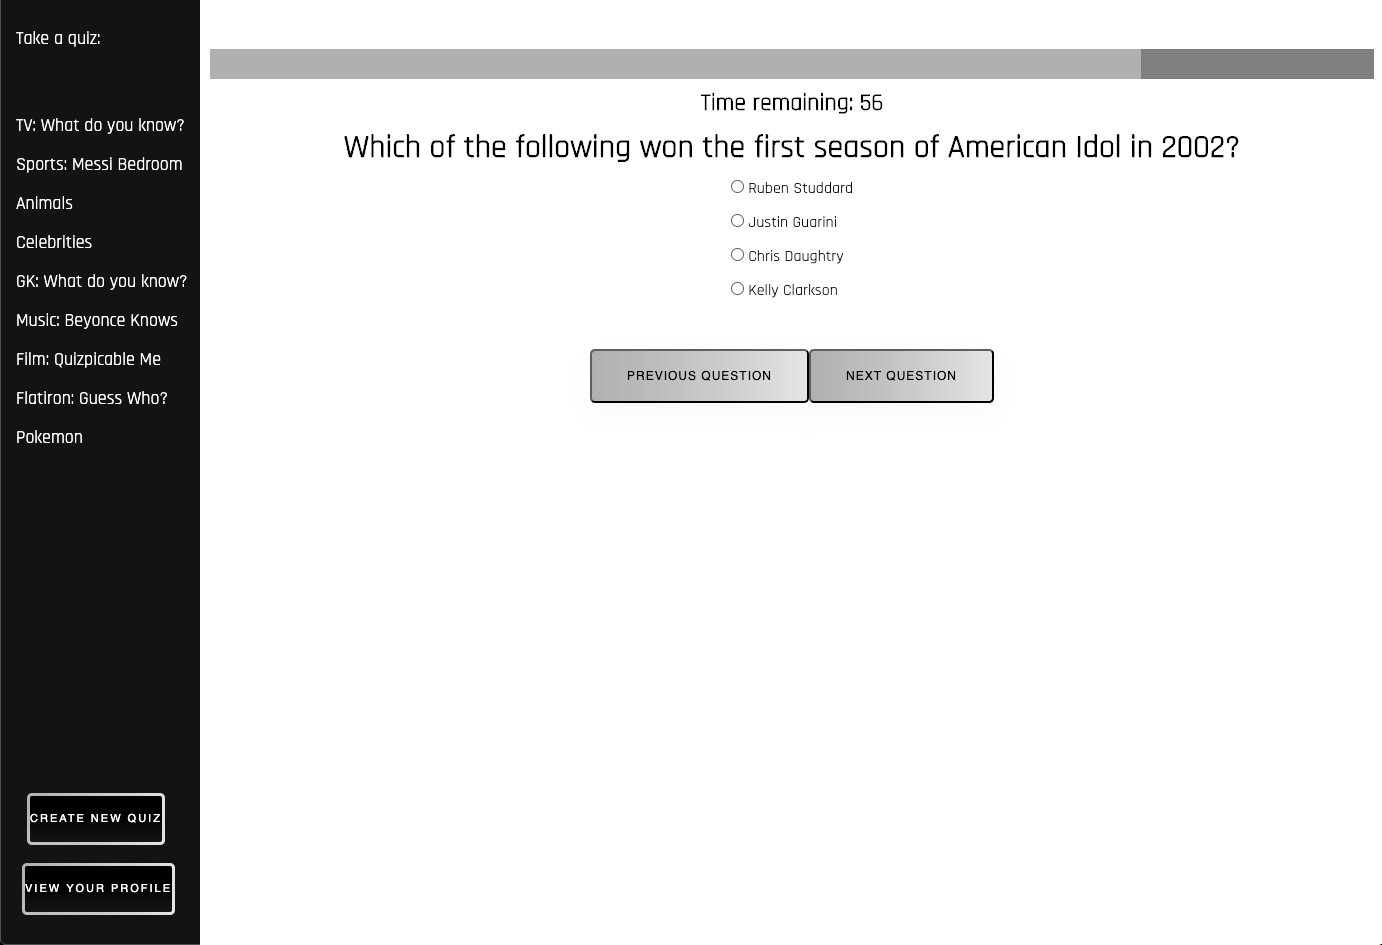 Take a quiz:
TV: What do you know?
Sports: Messi Bedroom
Animals
Celebrities
GK: What do you know?
Music: Beyonce Knows
Film: Quizpicable Me
Flatiron: Guess Who?
Pokemon
CREATE NEW QUIZ
VIEW YOUR PROFILE
Time remaining: 56
Which of the following won the first season of American Idol in 2002?
Ruben Studdard
Justin Guarini
Chris Daughtry
Kelly Clarkson
PREVIOUS QUESTION
NEXT QUESTION